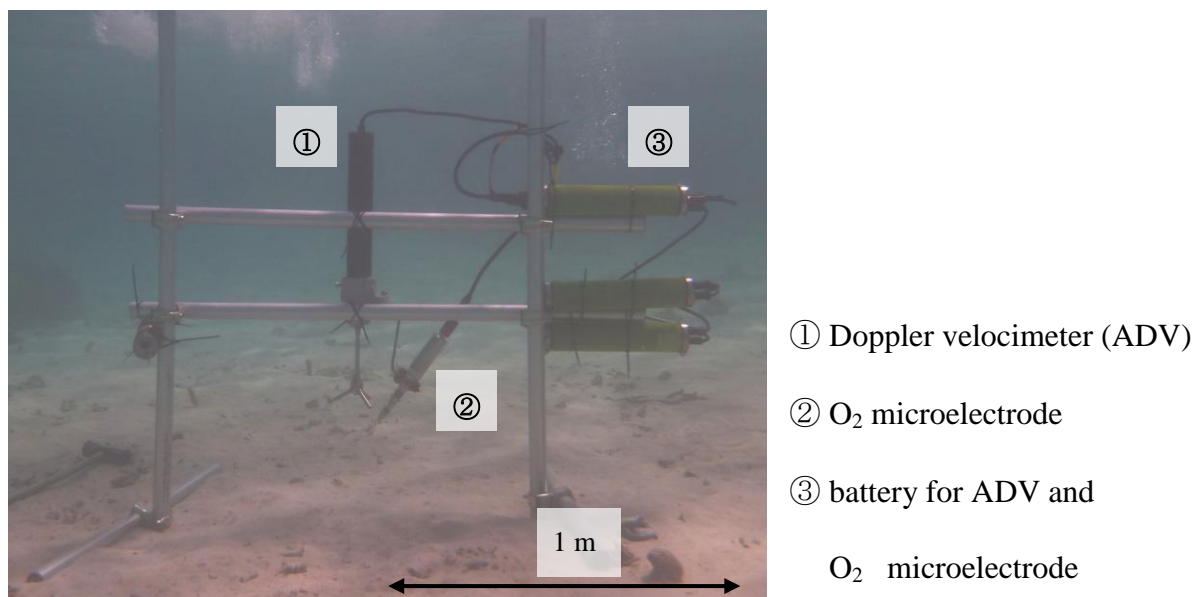 ①
③
②
1 m
① Doppler velocimeter (ADV)
② O₂ microelectrode
③ battery for ADV and
O₂ microelectrode